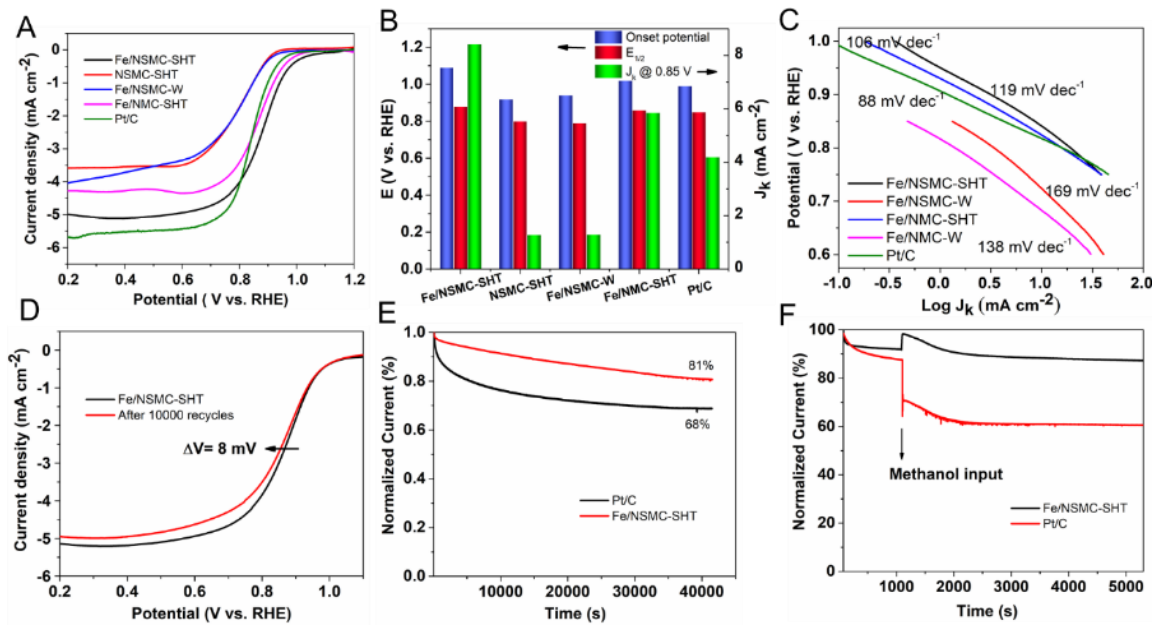 A
Current density (mA cm⁻²)
0
-1
-2
-3
-4
-5
-6
Fe/NSMC-SHT
NSMC-SHT
Fe/NSMC-W
Fe/NMC-SHT
Pt/C
0.2 0.4 0.6 0.8 1.0 1.2
Potential ( V vs. RHE)
B
E (V vs. RHE)
1.2
1.0
0.8
0.6
0.4
0.2
0.0
Onset potential
E1/2
Jk @ 0.85 V
8
6
4
2
0
Jk (mA cm⁻²)
Fe/NSMC-SHT
NSMC-SHT
Fe/NSMC-W
Fe/NMC-SHT
Pt/C
C
Potential ( V vs. RHE)
1.0
0.9
0.8
0.7
0.6
106 mV dec⁻¹
119 mV dec⁻¹
88 mV dec⁻¹
169 mV dec⁻¹
138 mV dec⁻¹
Fe/NSMC-SHT
Fe/NSMC-W
Fe/NMC-SHT
Fe/NMC-W
Pt/C
-1.0 -0.5 0.0 0.5 1.0 1.5 2.0
Log Jk (mA cm⁻²)
D
Current density (mA cm⁻²)
0
-1
-2
-3
-4
-5
-6
Fe/NSMC-SHT
After 10000 recycles
ΔV= 8 mV
0.2 0.4 0.6 0.8 1.0
Potential (V vs. RHE)
E
Normalized Current (%)
1.0
0.8
0.6
0.4
0.2
0.0
81%
68%
Pt/C
Fe/NSMC-SHT
10000 20000 30000 40000
Time (s)
F
Normalized Current (%)
100
80
60
40
20
0
Methanol input
Fe/NSMC-SHT
Pt/C
1000 2000 3000 4000 5000
Time (s)